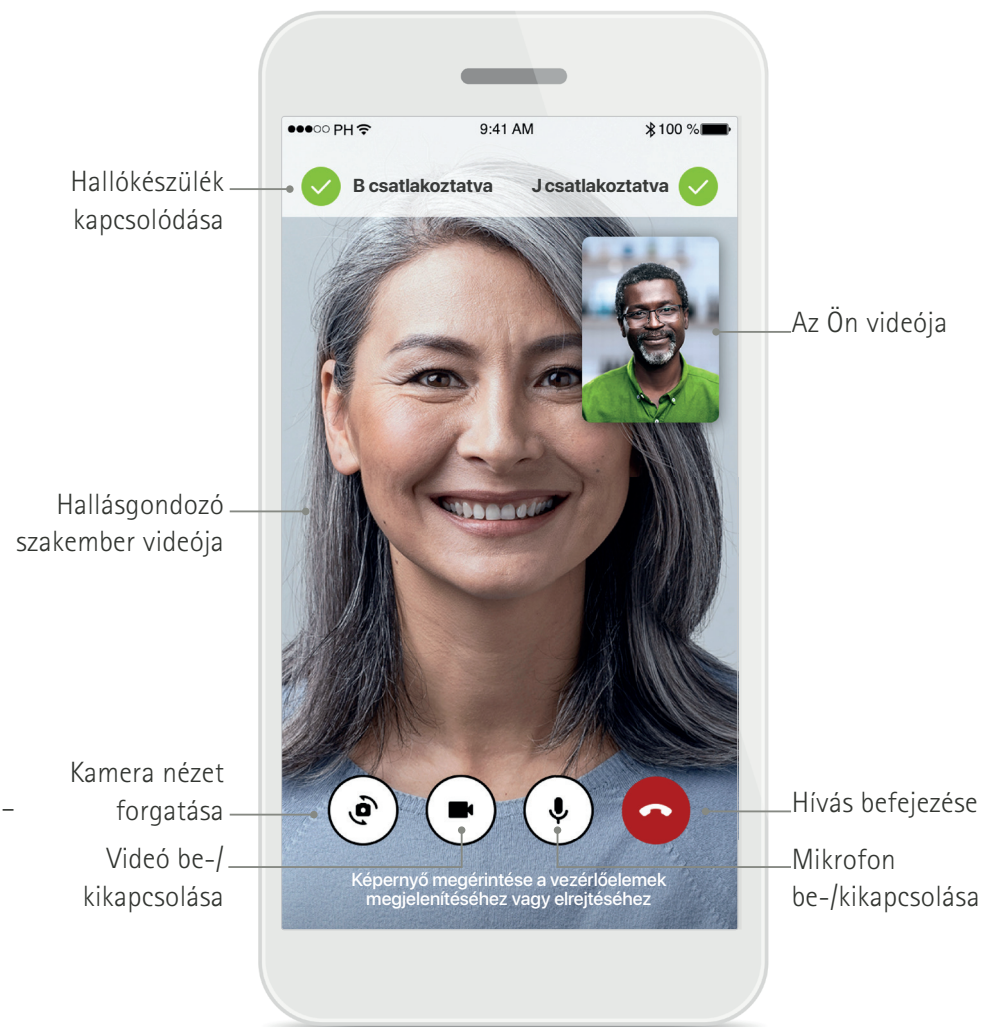 PH
9:41 AM
100 %
B csatlakoztatva
J csatlakoztatva
Hallókészülék
kapcsolódása
Az Ön videója
Hallásgondozó
szakember videója
Kamera nézet
forgatása
–
Hívás befejezése
Videó be-/
kikapcsolása
Mikrofon
be-/kikapcsolása
Képernyő megérintése a vezérlőelemek
megjelenítéséhez vagy elrejtéséhez